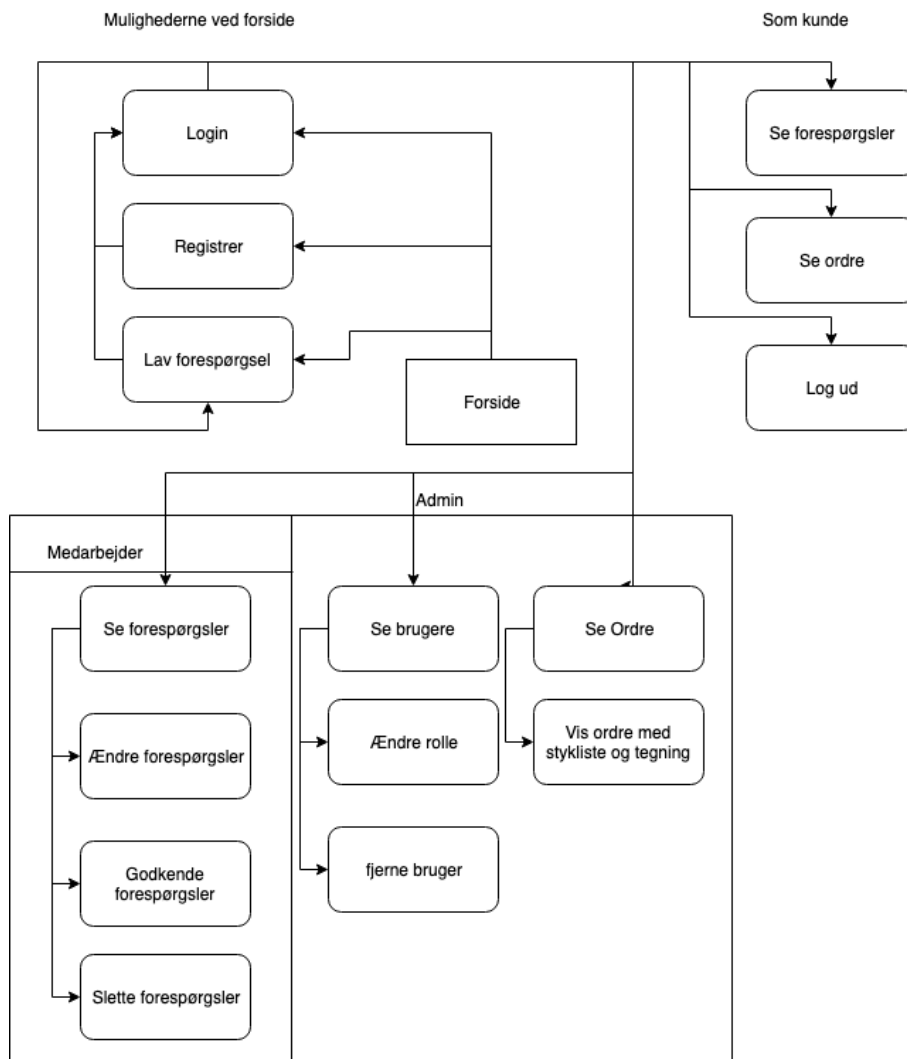 Mulighederne ved forside
Som kunde
Login
Registrer
Lav forespørgsel
Forside
Se forespørgsler
Se ordre
Log ud
Admin
Medarbejder
Se forespørgsler
Ændre forespørgsler
Godkende
forespørgsler
Slette forespørgsler
Se brugere
Ændre rolle
fjerne bruger
Se Ordre
Vis ordre med
stykliste og tegning